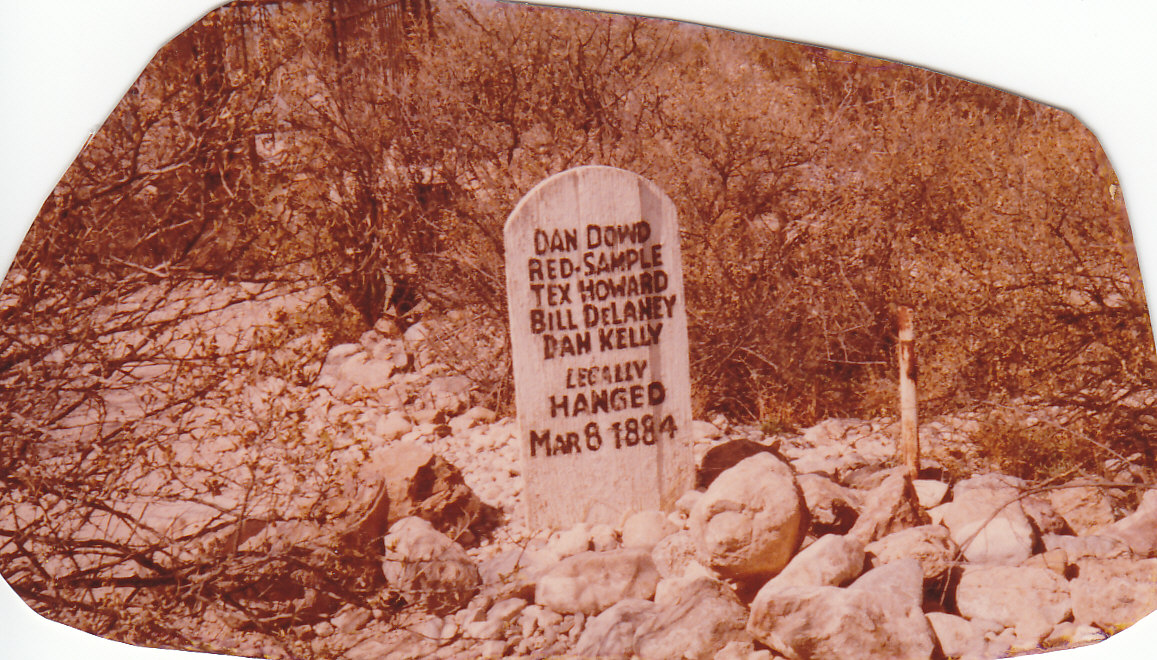 DAN DOWD
RED-SAMPLE
TEX HOWARD
BILL DELANEY
DAN KELLY
LEGALLY
HANGED
MAR 8 1884